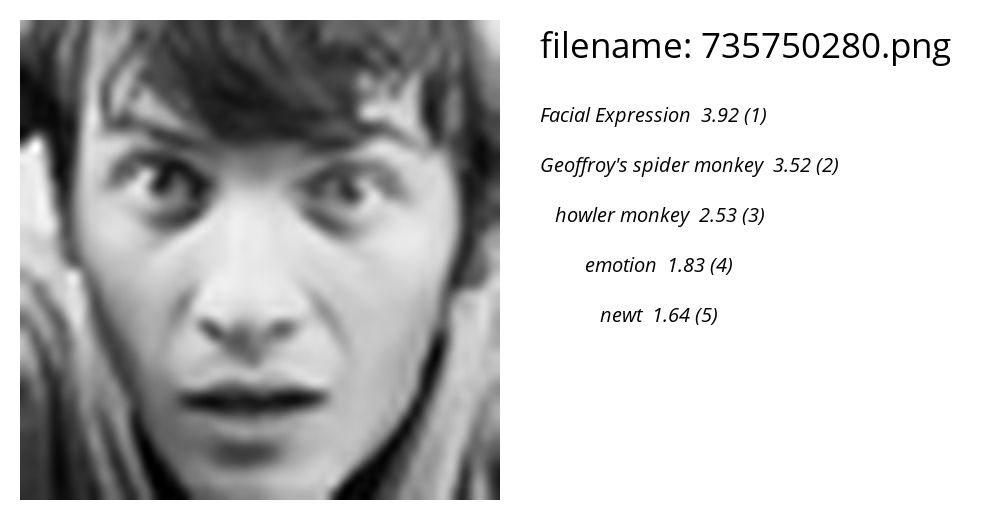 filename: 735750280.png
Facial Expression 3.92 (1)
Geoffroy's spider monkey 3.52 (2)
howler monkey 2.53 (3)
emotion 1.83 (4)
newt 1.64 (5)